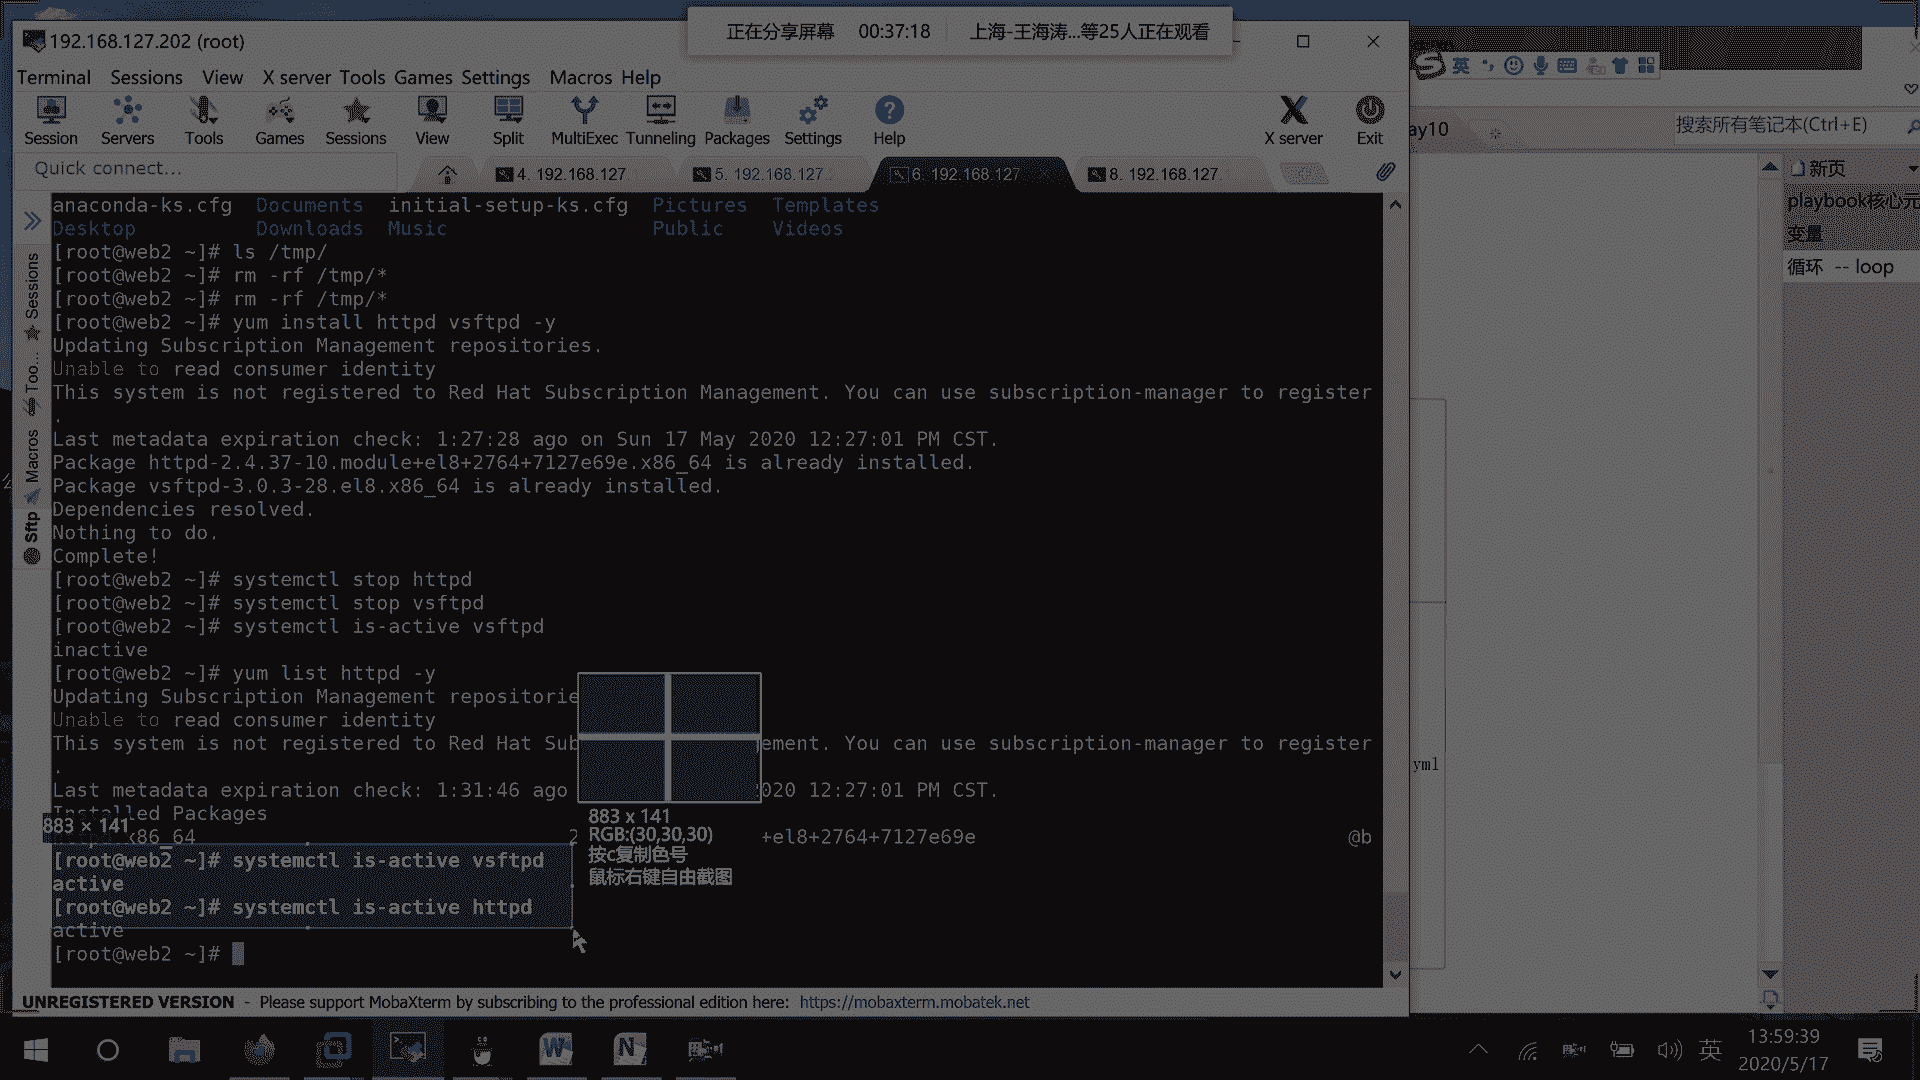 正在分享屏幕 00:37:18 上海-王海涛...等25人正在观看
192.168.127.202 (root)
Terminal Sessions View X server Tools Games Settings Macros Help
Session Servers Tools Games Sessions View Split MultiExec Tunneling Packages Settings Help X server Exit
英
搜索所有笔记本(Ctrl+E)
ay10
Quick connect...
4. 192.168.127 5. 192.168.127. 6. 192.168.127 8. 192.168.127.
新页
playbook核心元
变量
循环 -- loop
yml
Sessions
Too...
Macros
Sftp
anaconda-ks.cfg Documents initial-setup-ks.cfg Pictures Templates
Desktop Downloads Music Public Videos
[root@web2 ~]# ls /tmp/
[root@web2 ~]# rm -rf /tmp/*
[root@web2 ~]# rm -rf /tmp/*
[root@web2 ~]# yum install httpd vsftpd -y
Updating Subscription Management repositories.
Unable to read consumer identity
This system is not registered to Red Hat Subscription Management. You can use subscription-manager to register
.
Last metadata expiration check: 1:27:28 ago on Sun 17 May 2020 12:27:01 PM CST.
Package httpd-2.4.37-10.module+el8+2764+7127e69e.x86_64 is already installed.
Package vsftpd-3.0.3-28.el8.x86_64 is already installed.
Dependencies resolved.
Nothing to do.
Complete!
[root@web2 ~]# systemctl stop httpd
[root@web2 ~]# systemctl stop vsftpd
[root@web2 ~]# systemctl is-active vsftpd
inactive
[root@web2 ~]# yum list httpd -y
Updating Subscription Management repositorie
Unable to read consumer identity
This system is not registered to Red Hat Sub ement. You can use subscription-manager to register
.
Last metadata expiration check: 1:31:46 ago 020 12:27:01 PM CST.
Installed Packages
883 × 141
x86_64 2 +el8+2764+7127e69e @b
883 x 141
RGB:(30,30,30)
按c复制色号
鼠标右键自由截图
[root@web2 ~]# systemctl is-active vsftpd
active
[root@web2 ~]# systemctl is-active httpd
active
[root@web2 ~]#
UNREGISTERED VERSION - Please support MobaXterm by subscribing to the professional edition here: https://mobaxterm.mobatek.net
英
13:59:39
2020/5/17